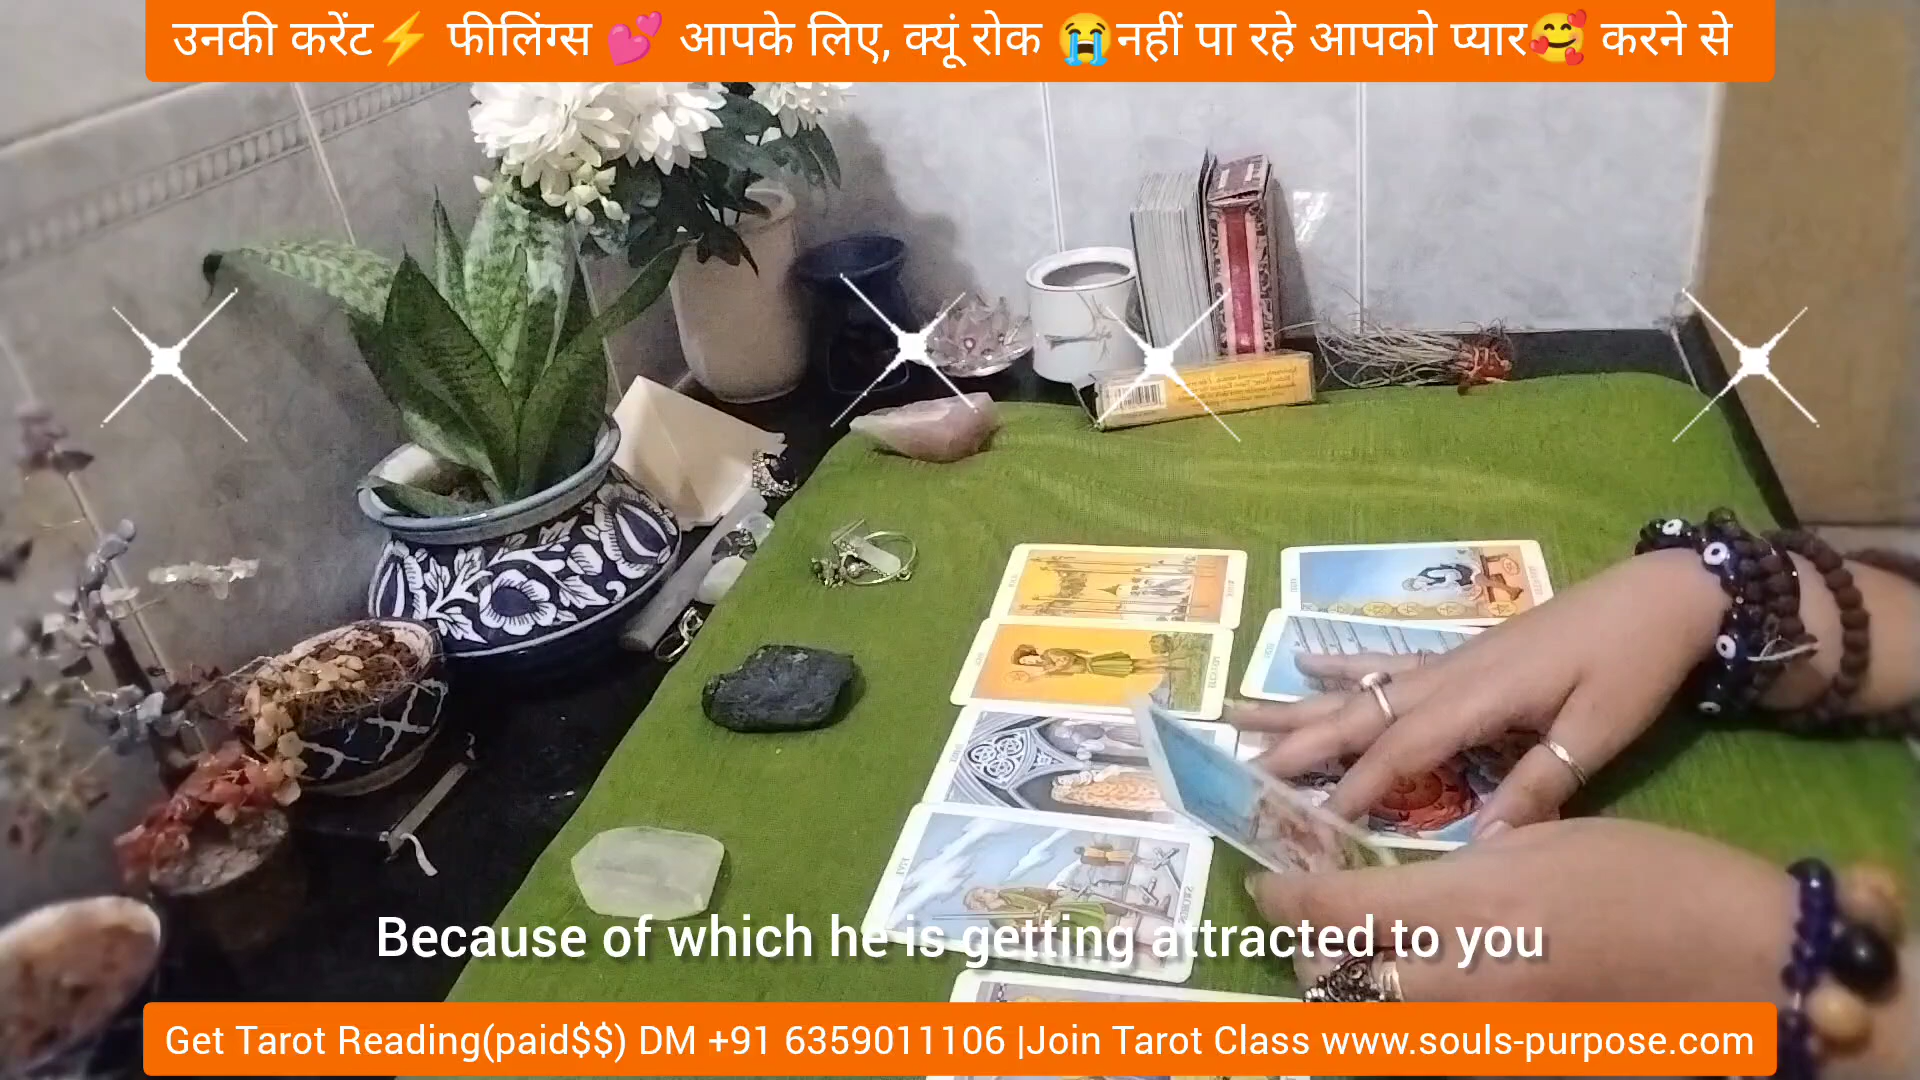 उनकी करेंट⚡ फीलिंग्स 💕 आपके लिए, क्यूं रोक 😭नहीं पा रहे आपको प्यार🥰 करने से
Because of which he is getting attracted to you
Get Tarot Reading(paid$$) DM +91 6359011106 |Join Tarot Class www.souls-purpose.com